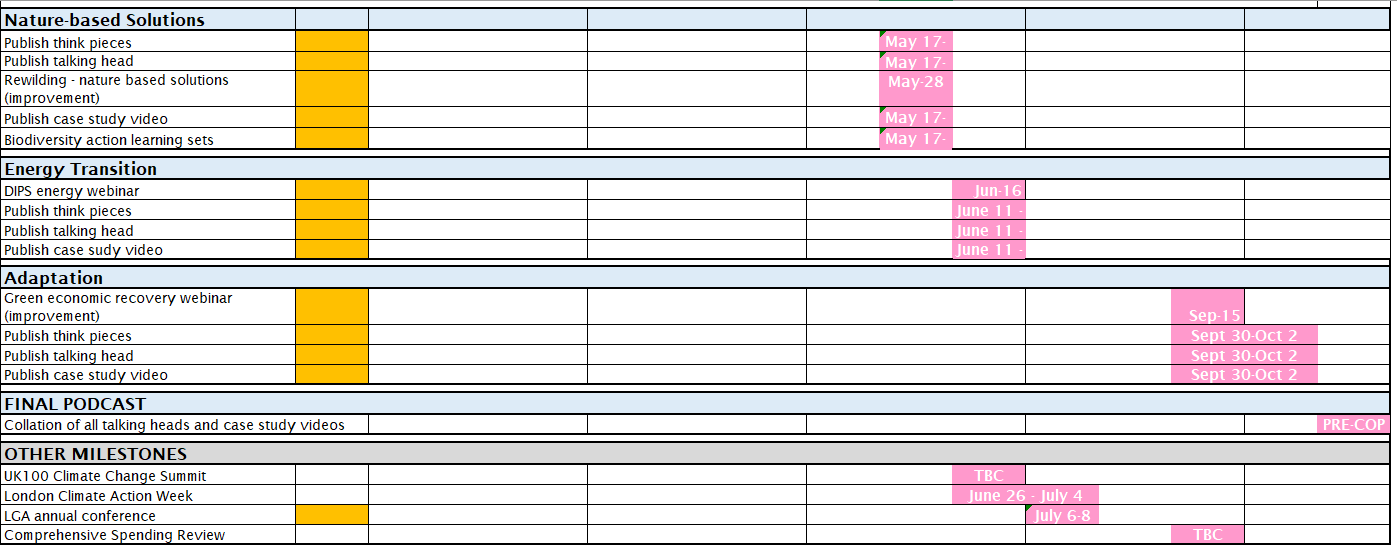 Nature-based Solutions
Publish think pieces May 17-
Publish talking head May 17-
Rewilding - nature based solutions May-28
(improvement)
Publish case study video May 17-
Biodiversity action learning sets May 17-
Energy Transition
DIPS energy webinar Jun-16
Publish think pieces June 11 -
Publish talking head June 11 -
Publish case sudy video June 11 -
Adaptation
Green economic recovery webinar
(improvement) Sep-15
Publish think pieces Sept 30-Oct 2
Publish talking head Sept 30-Oct 2
Publish case study video Sept 30-Oct 2
FINAL PODCAST
Collation of all talking heads and case study videos PRE-COP
OTHER MILESTONES
UK100 Climate Change Summit TBC
London Climate Action Week June 26 - July 4
LGA annual conference July 6-8
Comprehensive Spending Review TBC